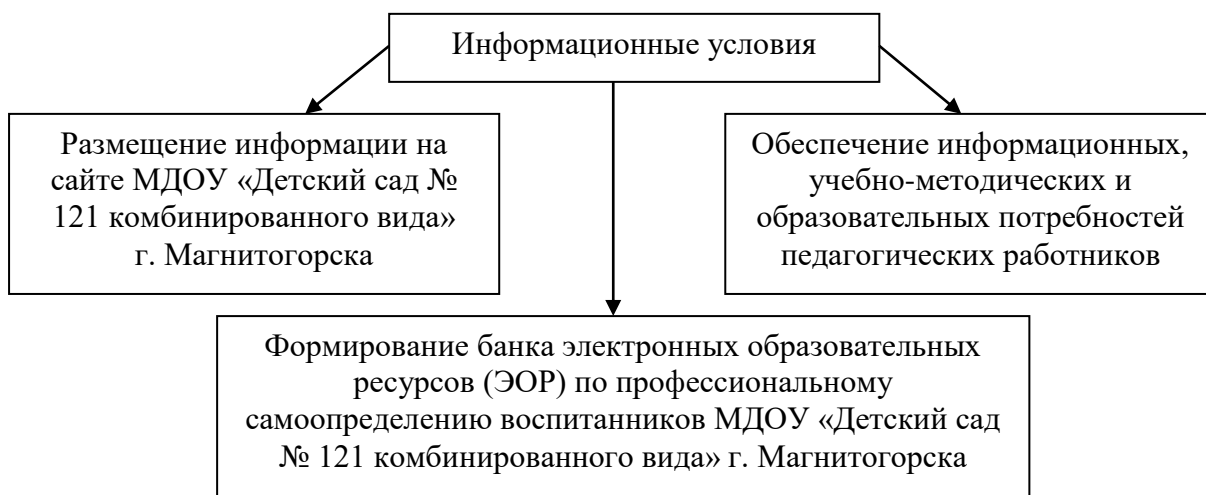 Информационные условия
Размещение информации на
сайте МДОУ «Детский сад №
121 комбинированного вида»
г. Магнитогорска
Обеспечение информационных,
учебно-методических и
образовательных потребностей
педагогических работников
Формирование банка электронных образовательных
ресурсов (ЭОР) по профессиональному
самоопределению воспитанников МДОУ «Детский сад
№ 121 комбинированного вида» г. Магнитогорска